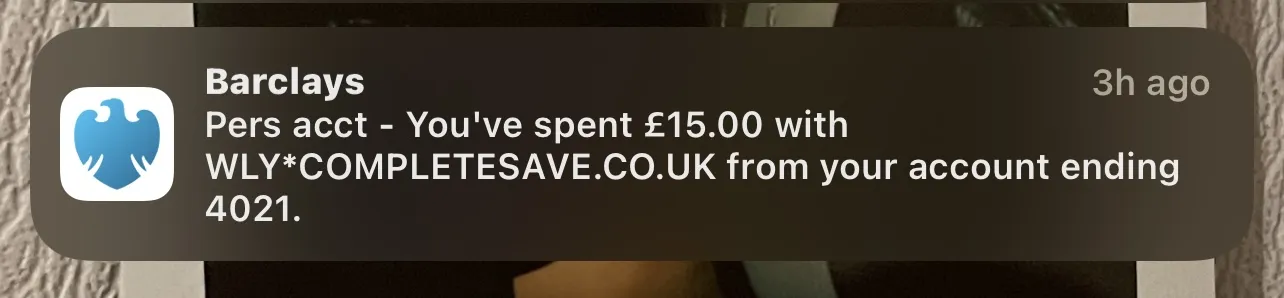 Barclays
3h ago
Pers acct - You've spent £15.00 with
WLY*COMPLETESAVE.CO.UK from your account ending
4021.